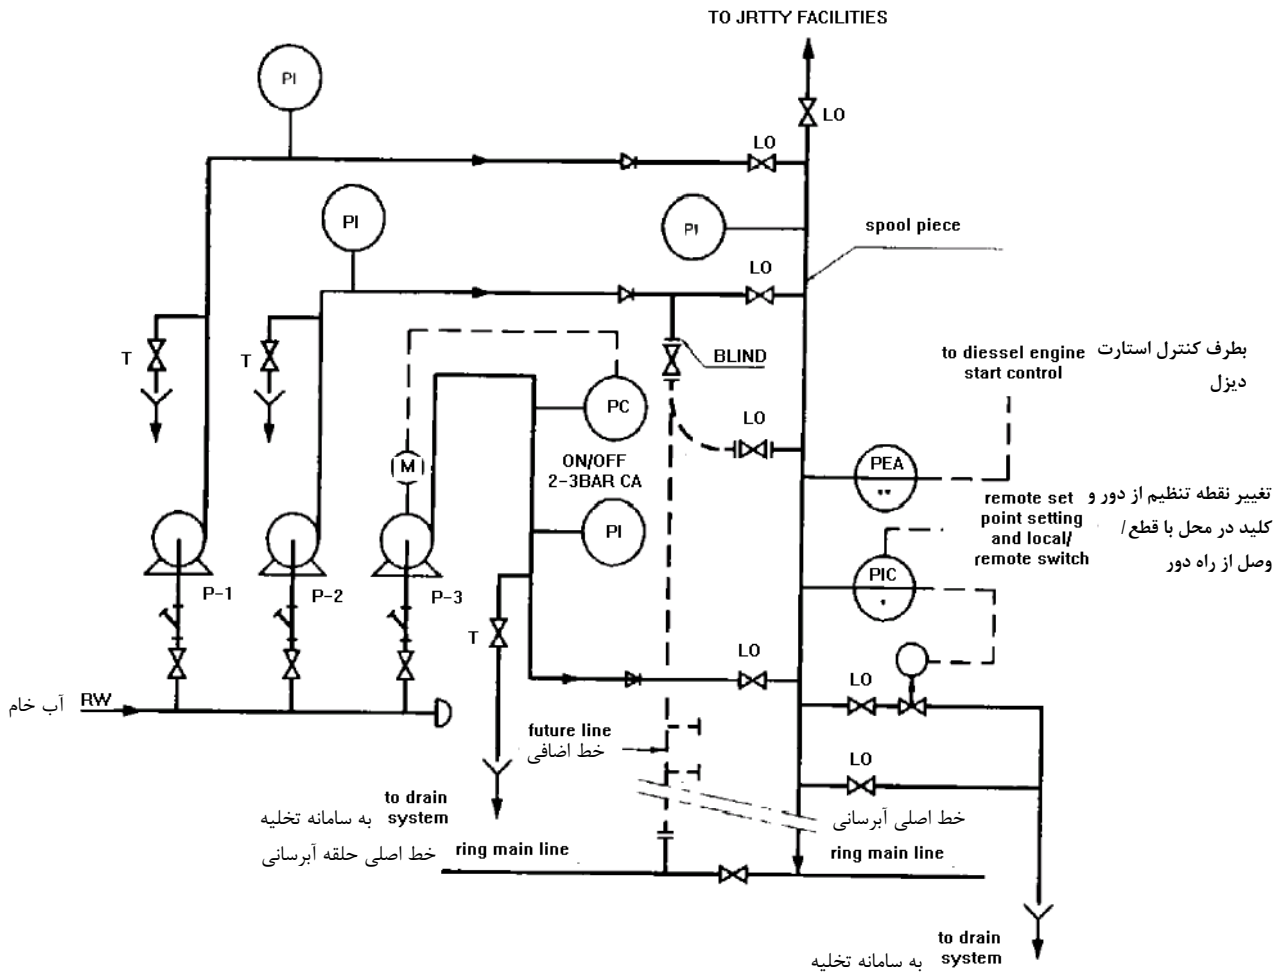 TO JRTTY FACILITIES
PI
LO
LO
PI
PI
spool piece
LO
T
T
BLIND
to diessel engine
start control
بطرف کنترل استارت
دیزل
PC
LO
M
ON/OFF
2-3BAR CA
PEA
**
PI
remote set
point setting
and local/
remote switch
تغییر نقطه تنظیم از دور و
کلید در محل با قطع/
وصل از راه دور
PIC
*
P-1
P-2
P-3
T
LO
LO
آب خام
RW
future line
خط اضافی
LO
to drain
system
به سامانه تخلیه
خط اصلی آبرسانی
خط اصلی حلقه آبرسانی
ring main line
ring main line
to drain
system
به سامانه تخلیه